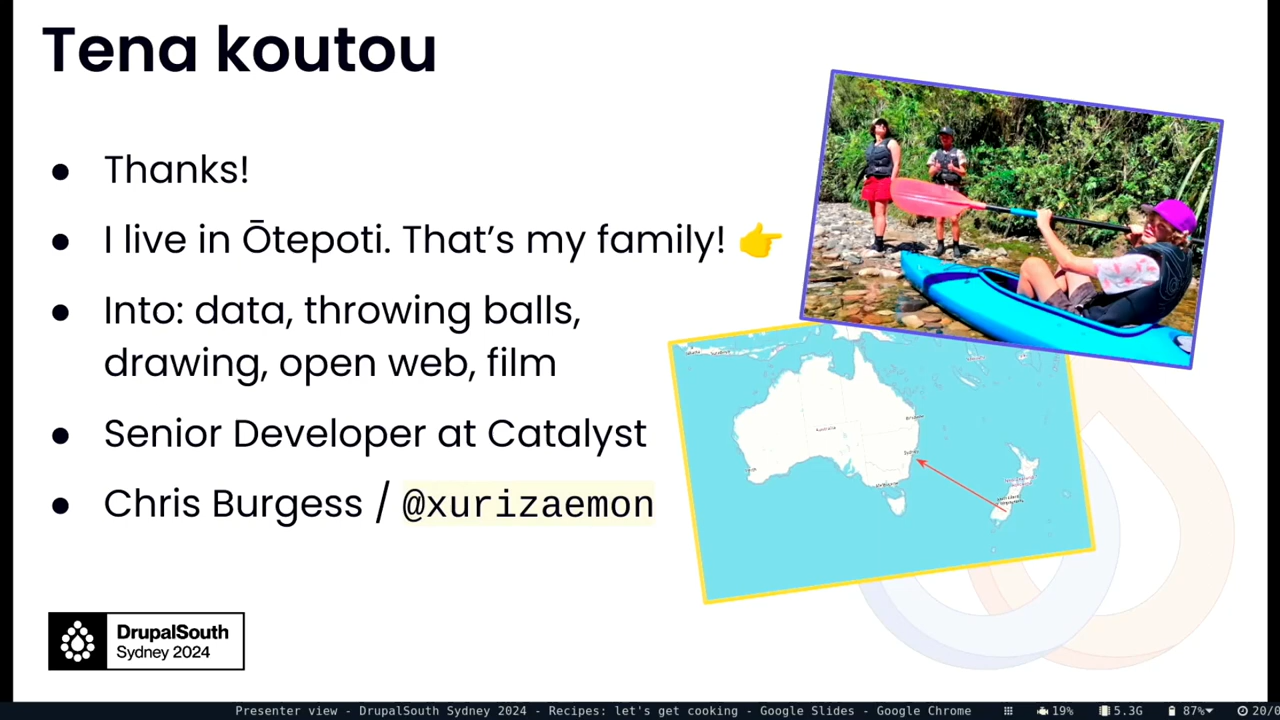 Tena koutou
● Thanks!
● I live in Ōtepoti. That's my family! 👉
● Into: data, throwing balls,
drawing, open web, film
● Senior Developer at Catalyst
● Chris Burgess / @xurizaemon
Australia
Sydney
DrupalSouth
Sydney 2024
Presenter view - DrupalSouth Sydney 2024 - Recipes: let's get cooking - Google Slides - Google Chrome
19%
5.3G
87%